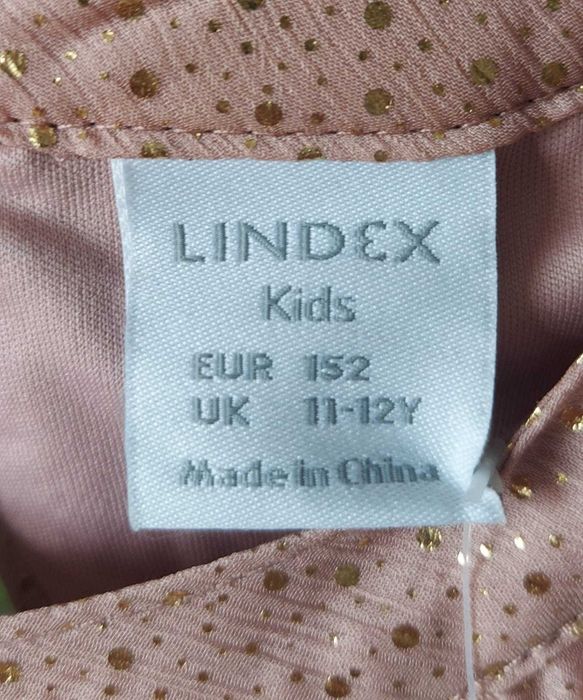 LINDEX
Kids
EUR 152
UK 11-12Y
Made in China